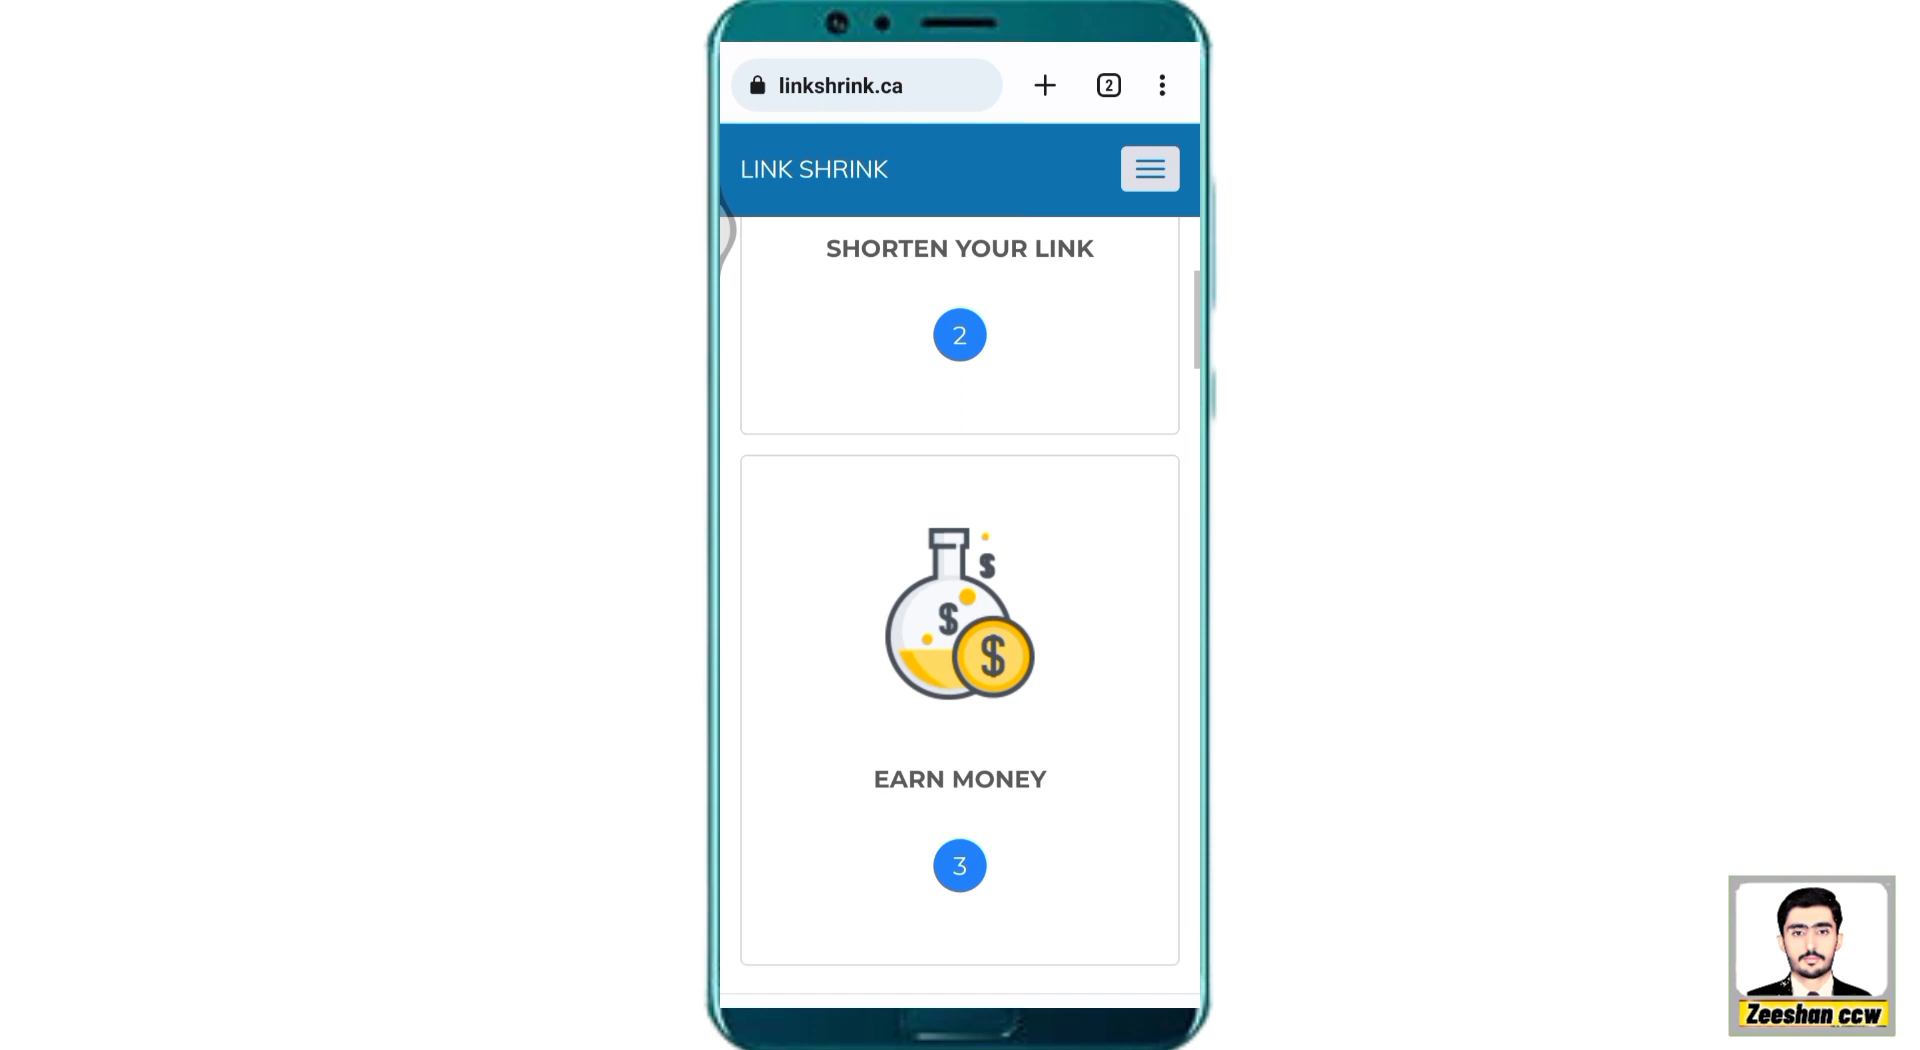 linkshrink.ca
2
LINK SHRINK
SHORTEN YOUR LINK
2
$
$
$
EARN MONEY
3
Zeeshan ccw